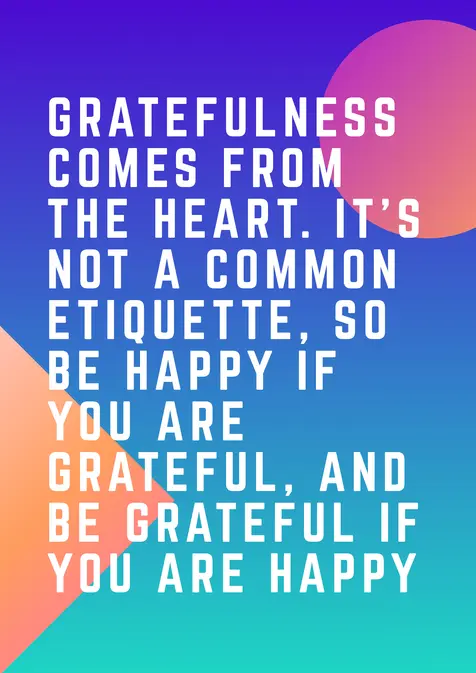 GRATEFULNESS
COMES FROM
THE HEART. IT'S
NOT A COMMON
ETIQUETTE, SO
BE HAPPY IF
YOU ARE
GRATEFUL, AND
BE GRATEFUL IF
YOU ARE HAPPY